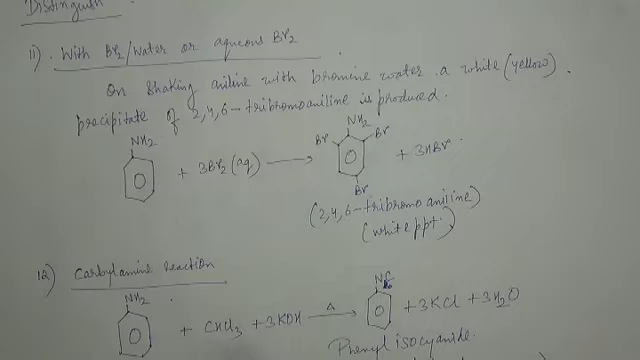 Distinguish
11). With Br2/Water or aqueous Br2
On shaking aniline with bromine water a white (yellow)
precipitate of 2,4,6-tribromoaniline is produced.
NH2 + 3Br2 (aq) → NH2 Br Br Br + 3HBr
(2,4,6-tribromo aniline)
(white ppt.)
12) Carbylamine reaction
NH2 + CHCl3 + 3KOH Δ→ NC + 3KCl + 3H2O
Phenyl isocyanide.